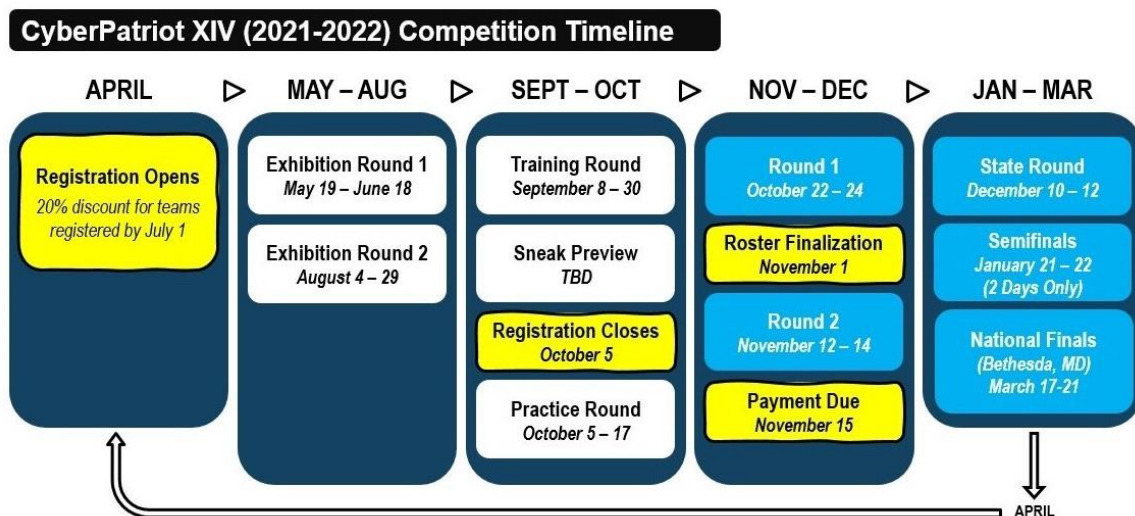 CyberPatriot XIV (2021-2022) Competition Timeline
APRIL
Registration Opens
20% discount for teams
registered by July 1
MAY – AUG
Exhibition Round 1
May 19 – June 18
Exhibition Round 2
August 4 – 29
SEPT – OCT
Training Round
September 8 – 30
Sneak Preview
TBD
Registration Closes
October 5
Practice Round
October 5 – 17
NOV – DEC
Round 1
October 22 – 24
Roster Finalization
November 1
Round 2
November 12 – 14
Payment Due
November 15
JAN – MAR
State Round
December 10 – 12
Semifinals
January 21 – 22
(2 Days Only)
National Finals
(Bethesda, MD)
March 17-21
APRIL